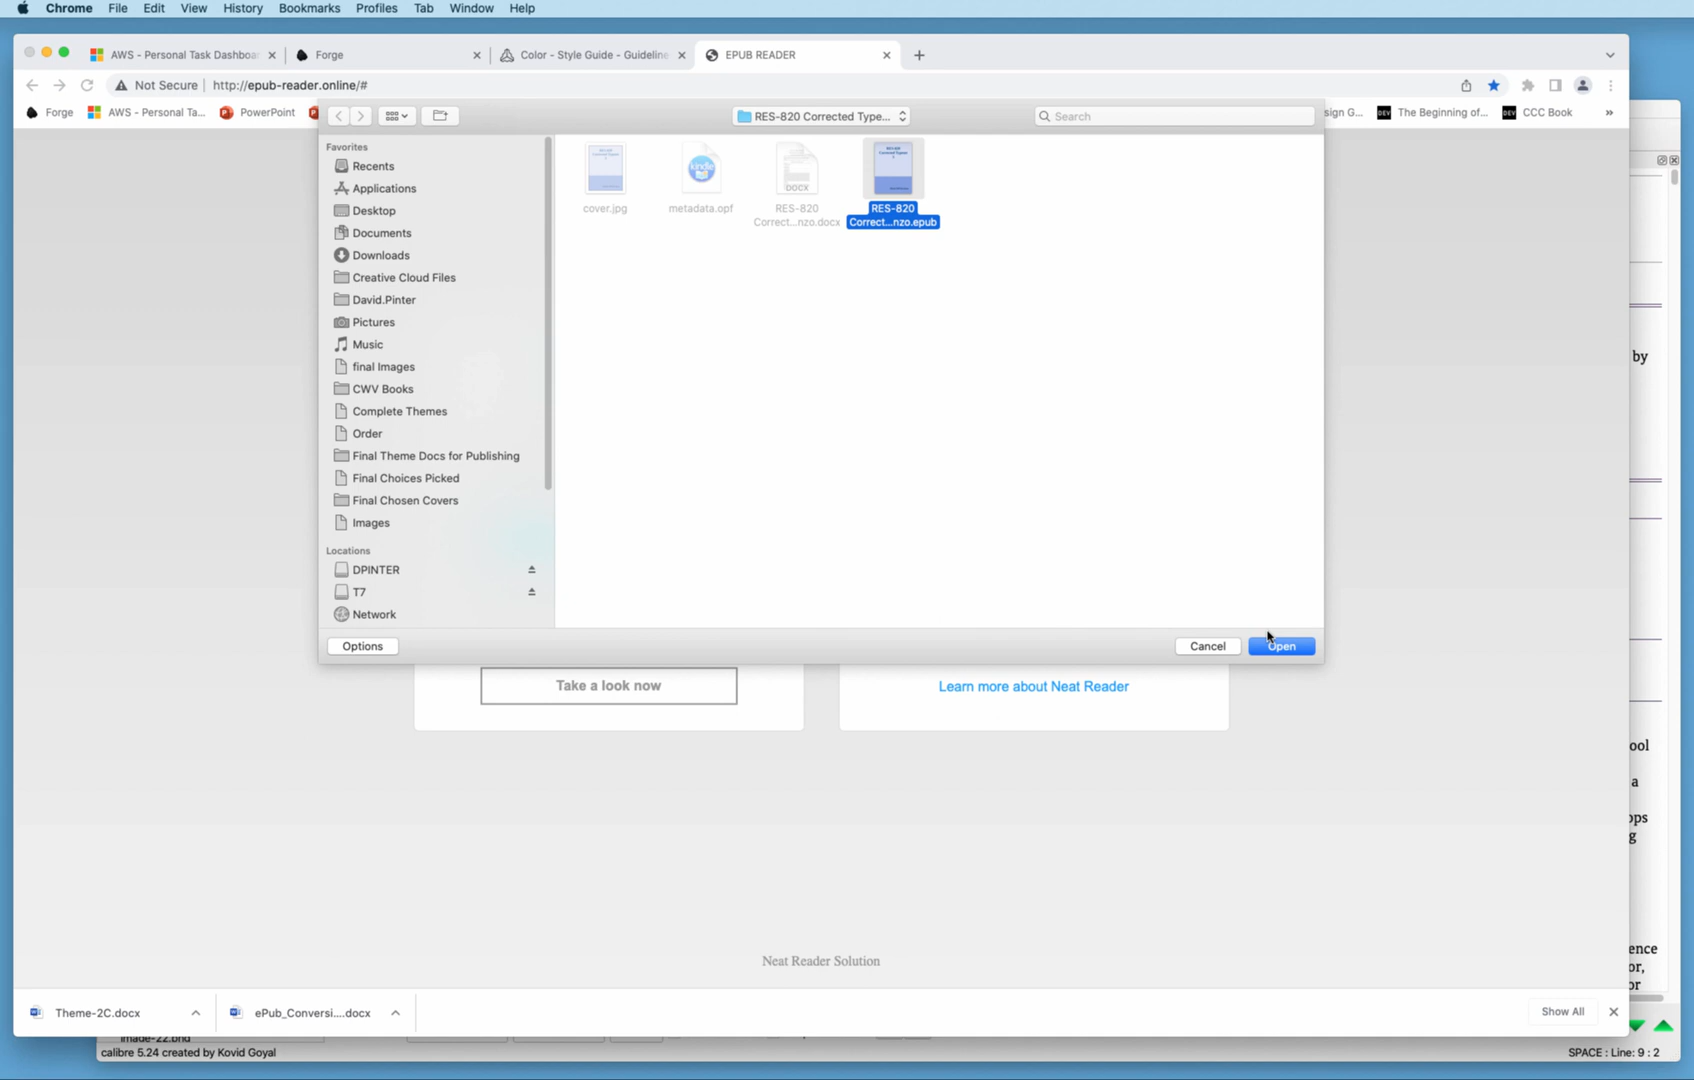 Chrome File Edit View History Bookmarks Profiles Tab Window Help
AWS - Personal Task Dashboa
Forge
Color - Style Guide - Guideline
EPUB READER
Not Secure http://epub-reader.online/#
Forge
AWS - Personal Ta...
PowerPoint
sign G...
The Beginning of...
CCC Book
RES-820 Corrected Type...
Search
Favorites
Recents
Applications
Desktop
Documents
Downloads
Creative Cloud Files
David.Pinter
Pictures
Music
final Images
CWV Books
Complete Themes
Order
Final Theme Docs for Publishing
Final Choices Picked
Final Chosen Covers
Images
Locations
DPINTER
T7
Network
cover.jpg
metadata.opf
DOCX
RES-820
Correct...nzo.docx
kindle
RES-820
Correct...nzo.epub
Options
Cancel
Open
Take a look now
Learn more about Neat Reader
by
ool
a
ops
g
ence
or,
or
Neat Reader Solution
Theme-2C.docx
ePub_Conversi....docx
Show All
calibre 5.24 created by Kovid Goyal
SPACE : Line: 9 : 2